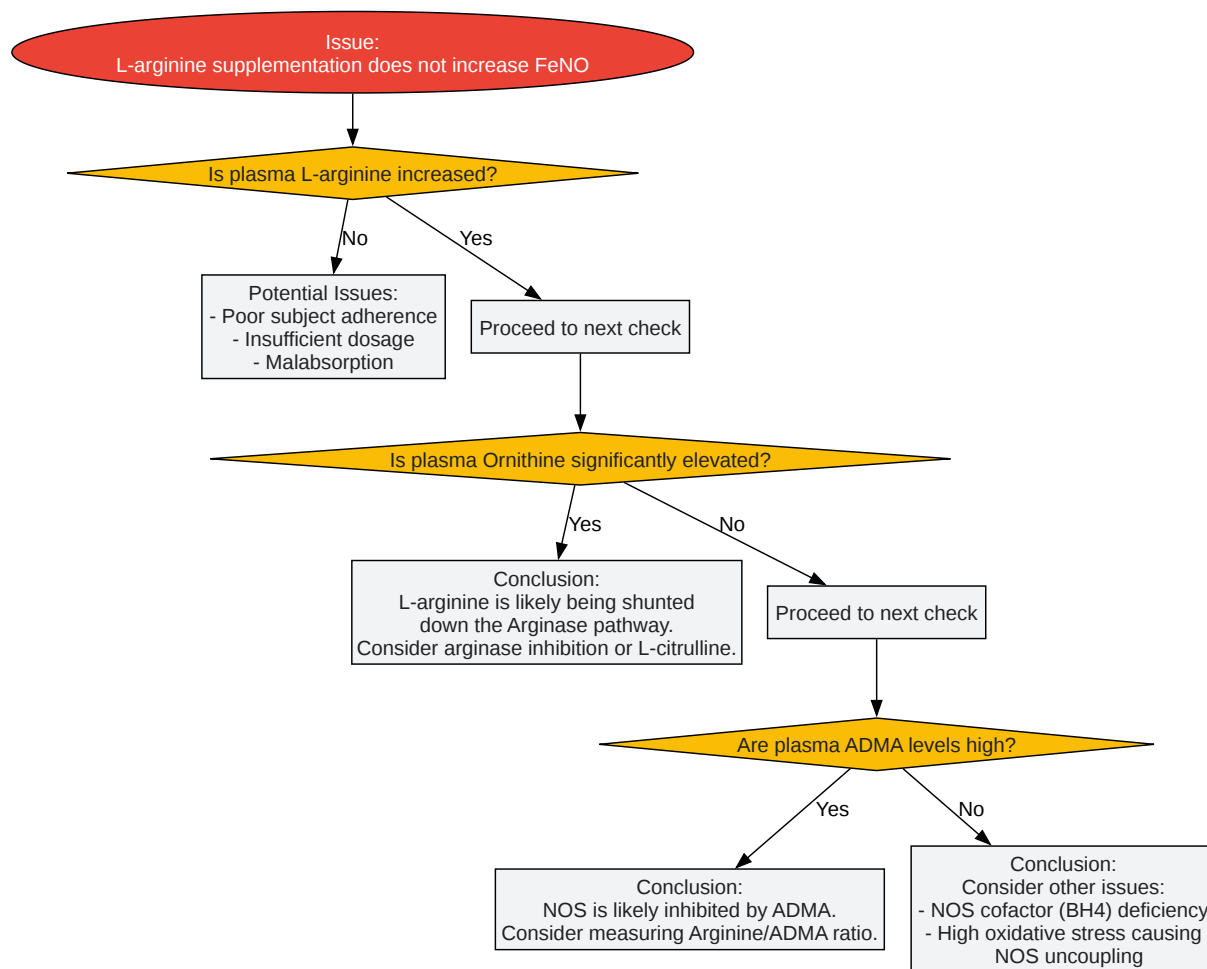 Issue:
L-arginine supplementation does not increase FeNO
Is plasma L-arginine increased?
No
Yes
Potential Issues:
- Poor subject adherence
- Insufficient dosage
- Malabsorption
Proceed to next check
Is plasma Ornithine significantly elevated?
Yes
No
Conclusion:
L-arginine is likely being shunted
down the Arginase pathway.
Consider arginase inhibition or L-citrulline.
Proceed to next check
Are plasma ADMA levels high?
Yes
No
Conclusion:
NOS is likely inhibited by ADMA.
Consider measuring Arginine/ADMA ratio.
Conclusion:
Consider other issues:
- NOS cofactor (BH4) deficiency
- High oxidative stress causing
NOS uncoupling